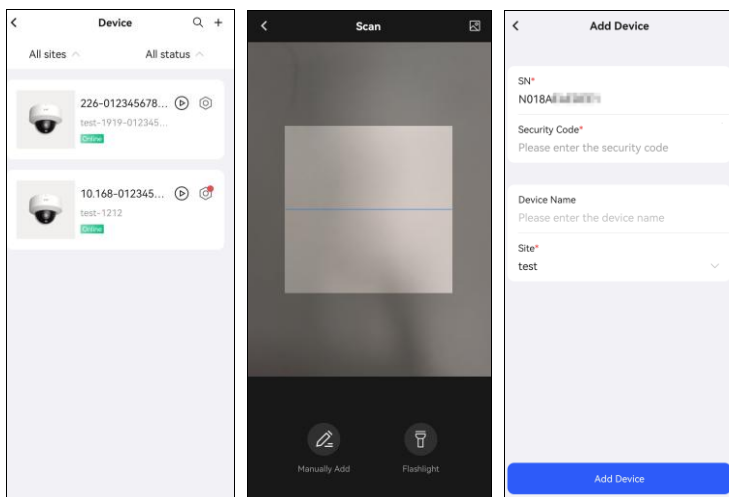 Device
All sites
All status
226-012345678...
test-1919-012345...
Online
10.168-012345...
test-1212
Online
Scan
Manually Add
Flashlight
Add Device
SN*
N018A
Security Code*
Please enter the security code
Device Name
Please enter the device name
Site*
test
Add Device